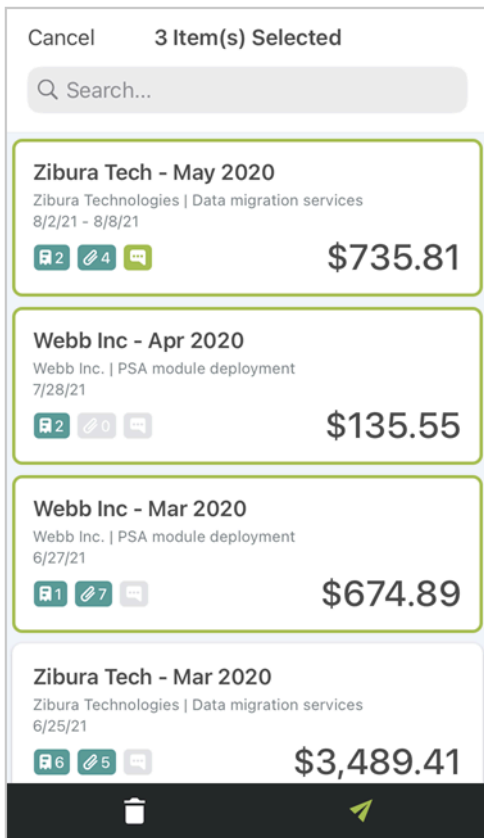 Cancel 3 Item(s) Selected
Search...
Zibura Tech - May 2020
Zibura Technologies | Data migration services
8/2/21 - 8/8/21
2 4 $735.81
Webb Inc - Apr 2020
Webb Inc. | PSA module deployment
7/28/21
2 0 $135.55
Webb Inc - Mar 2020
Webb Inc. | PSA module deployment
6/27/21
1 7 $674.89
Zibura Tech - Mar 2020
Zibura Technologies | Data migration services
6/25/21
6 5 $3,489.41